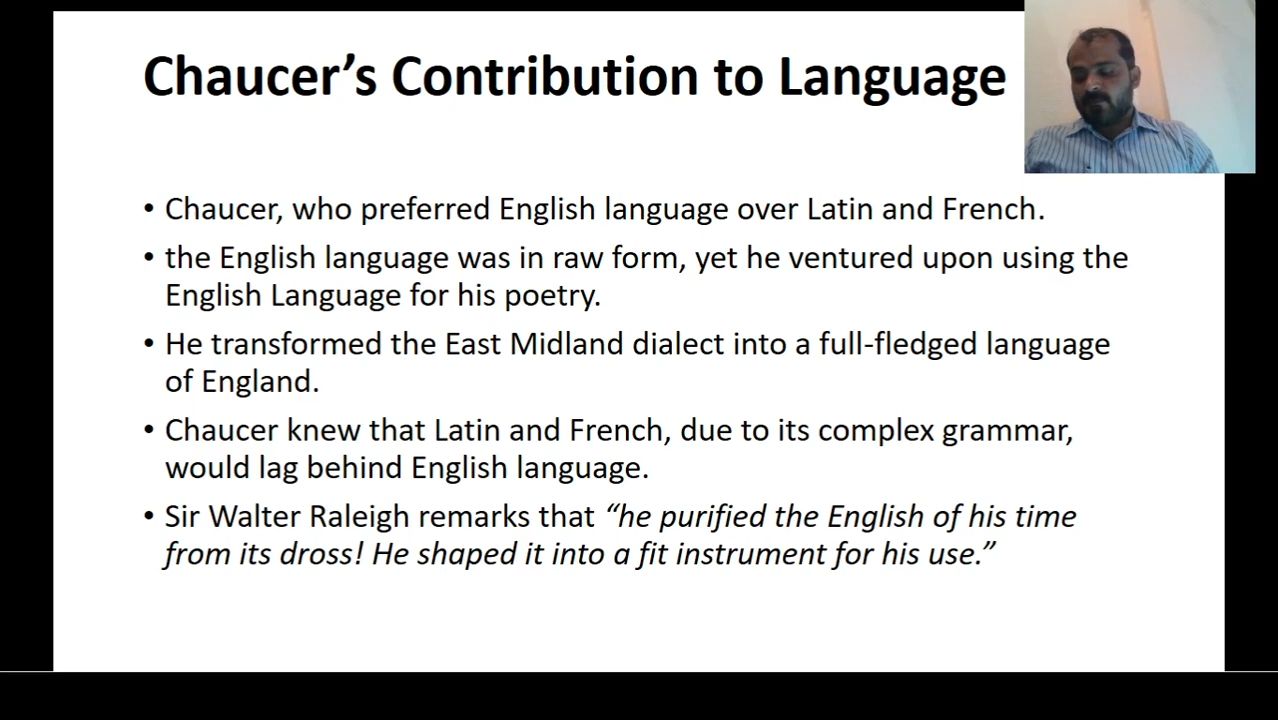 Chaucer’s Contribution to Language
• Chaucer, who preferred English language over Latin and French.
• the English language was in raw form, yet he ventured upon using the
English Language for his poetry.
• He transformed the East Midland dialect into a full-fledged language
of England.
• Chaucer knew that Latin and French, due to its complex grammar,
would lag behind English language.
• Sir Walter Raleigh remarks that “he purified the English of his time
from its dross! He shaped it into a fit instrument for his use.”